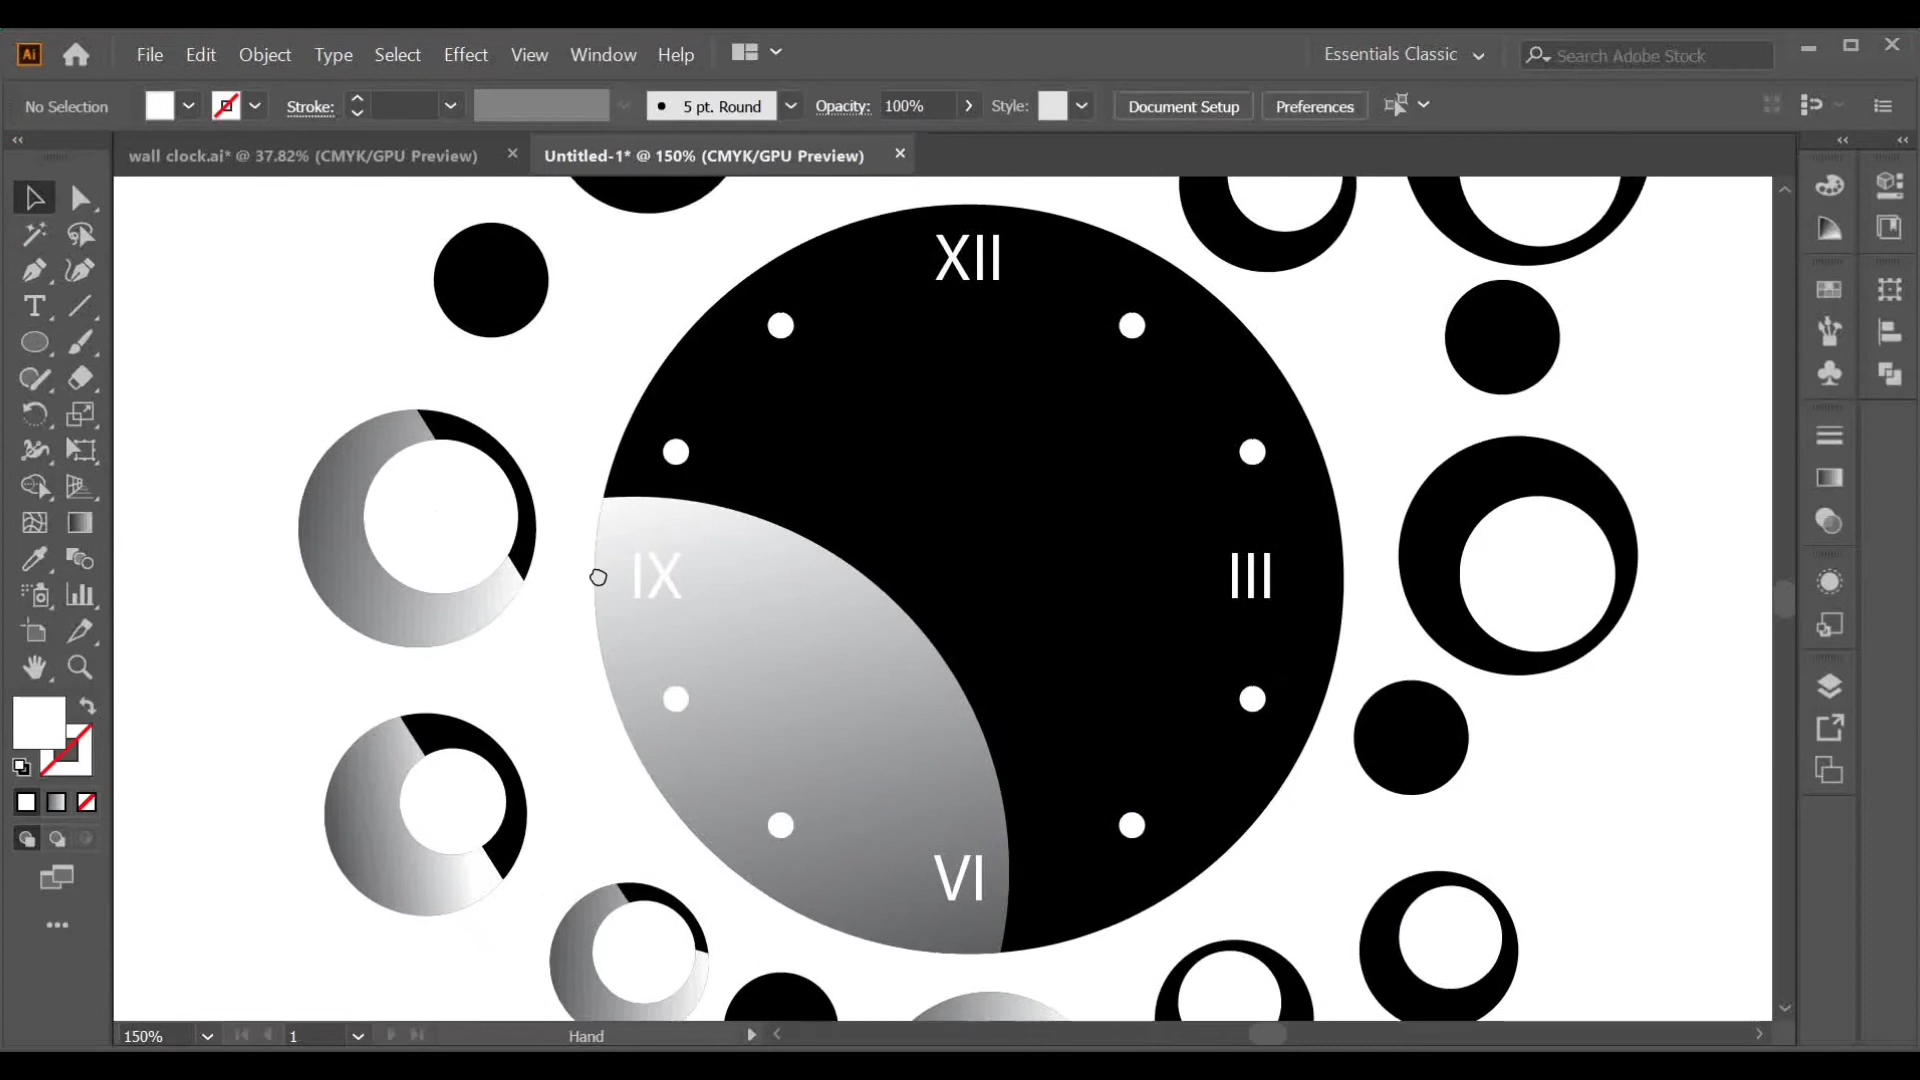 Ai File Edit Object Type Select Effect View Window Help Essentials Classic Search Adobe Stock
No Selection Stroke: 5 pt. Round Opacity: 100% Style: Document Setup Preferences
wall clock.ai* @ 37.82% (CMYK/GPU Preview) Untitled-1* @ 150% (CMYK/GPU Preview)
XII
IX III
VI
150% 1 Hand